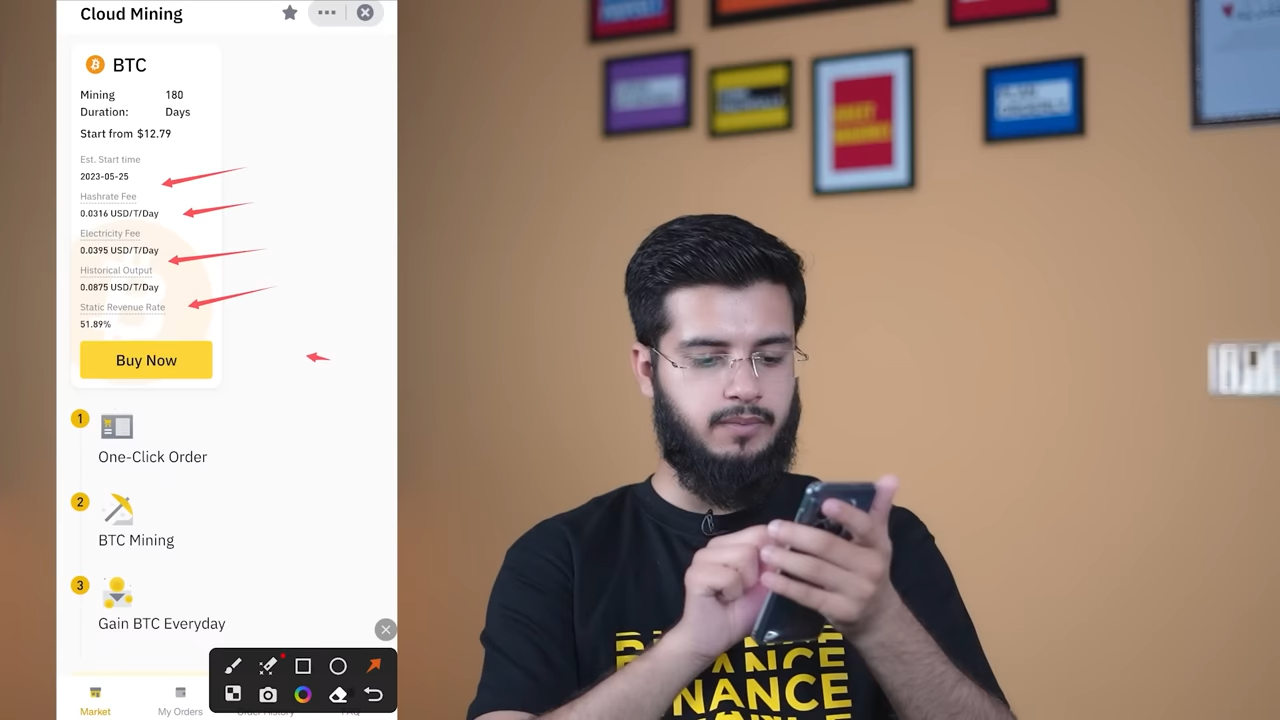 Cloud Mining
BTC
Mining Duration:
180 Days
Start from $12.79
Est. Start time
2023-05-25
Hashrate Fee
0.0316 USD/T/Day
Electricity Fee
0.0395 USD/T/Day
Historical Output
0.0875 USD/T/Day
Static Revenue Rate
51.89%
Buy Now
1
One-Click Order
2
BTC Mining
3
Gain BTC Everyday
Market
My Orders
BINANCE
BINANCE
NANCE